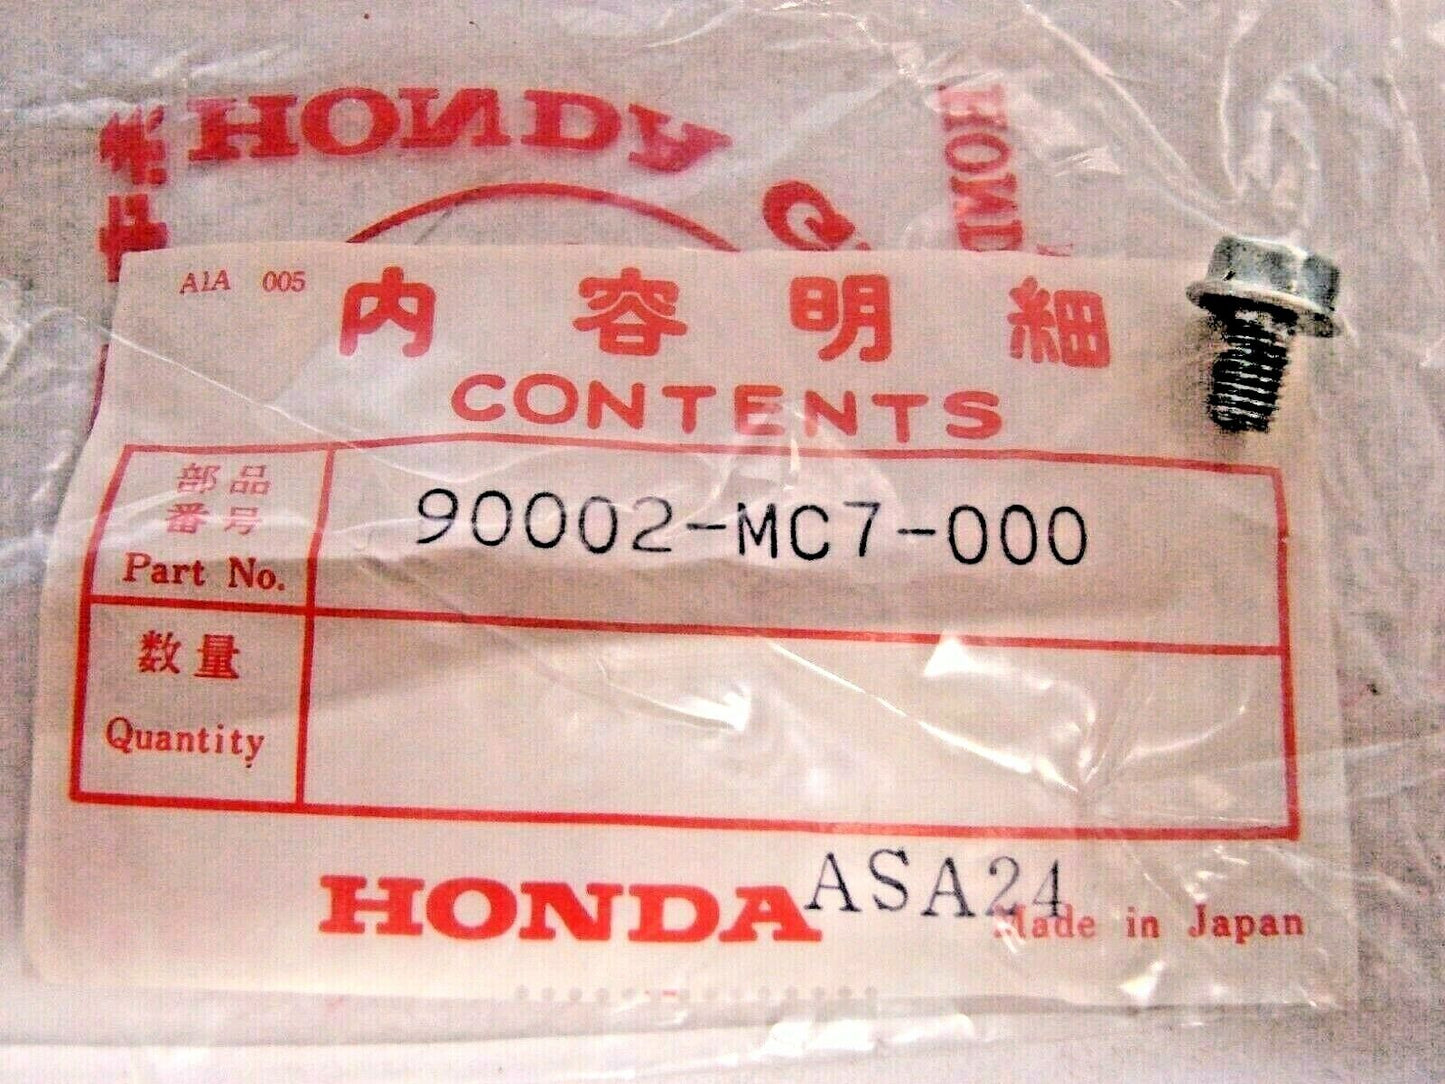 HONDA
HOND
A1A 005
内容明細
CONTENTS
部品
番号
Part No.
90002-MC7-000
数量
Quantity
HONDA
ASA24
Made in Japan